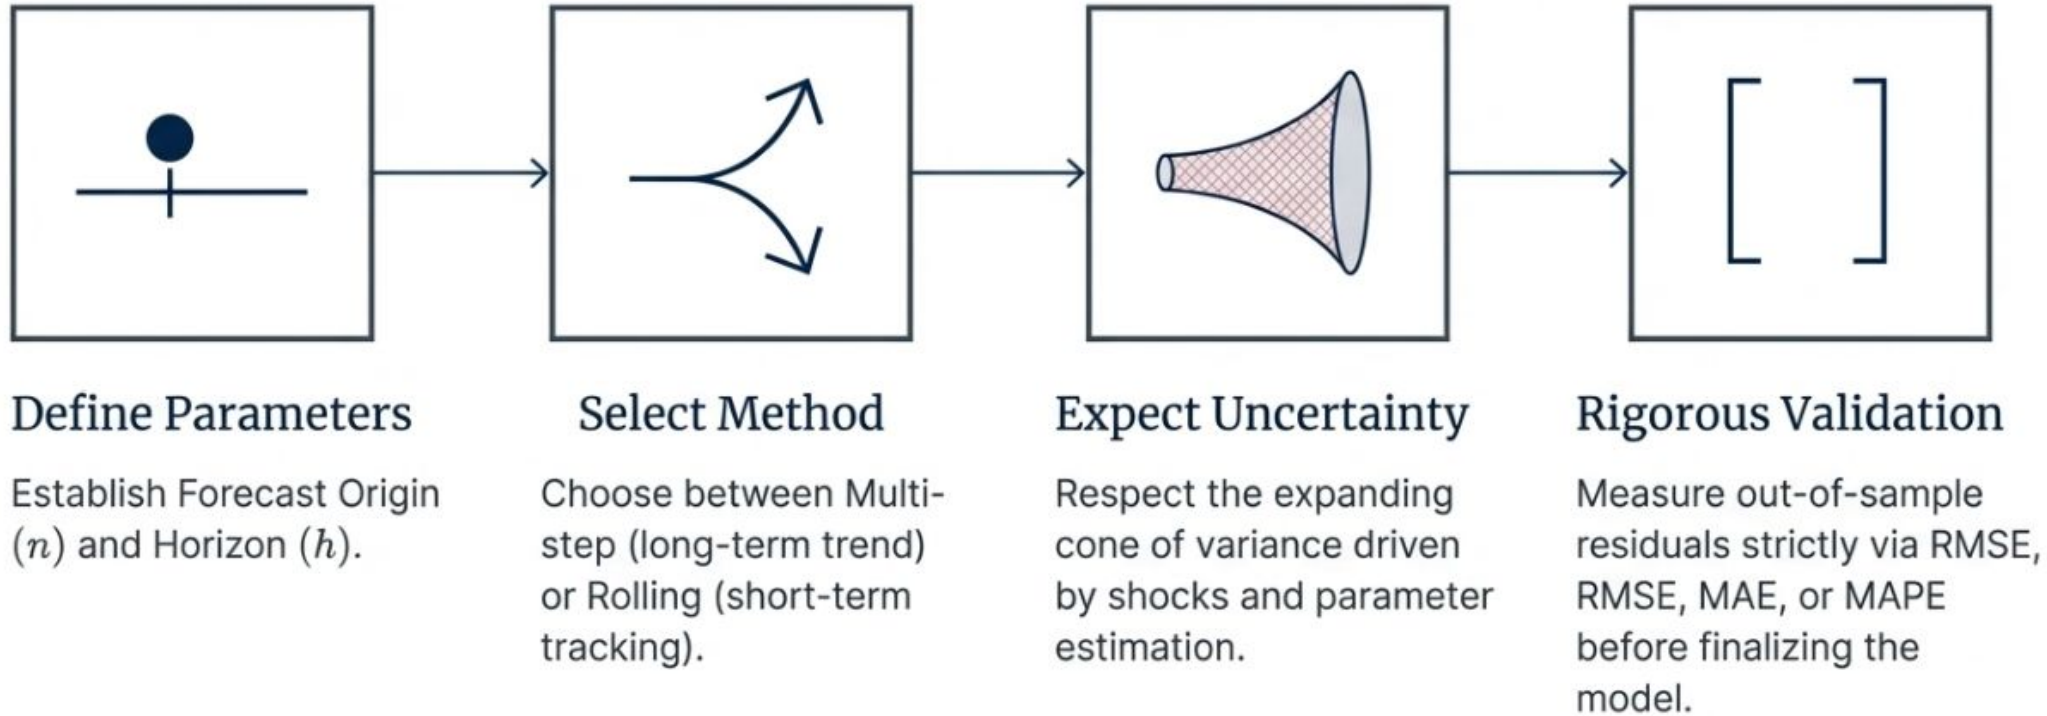 Define Parameters
Establish Forecast Origin
(n) and Horizon (h).
Select Method
Choose between Multi-
step (long-term trend)
or Rolling (short-term
tracking).
Expect Uncertainty
Respect the expanding
cone of variance driven
by shocks and parameter
estimation.
Rigorous Validation
Measure out-of-sample
residuals strictly via RMSE,
RMSE, MAE, or MAPE
before finalizing the
model.